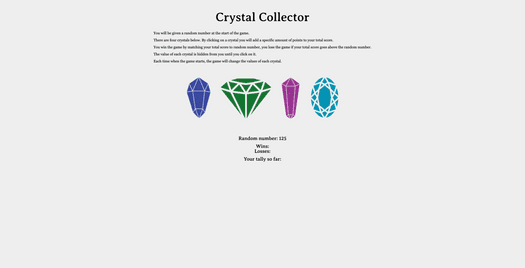 Crystal Collector
You will be given a random number at the start of the game.
There are four crystals below. By clicking on a crystal you will add a specific amount of points to your total score.
You win the game by matching your total score to random number, you lose the game if your total score goes above the random number.
The value of each crystal is hidden from you until you click on it.
Each time when the game starts, the game will change the values of each crystal.
Random number: 125
Wins:
Losses:
Your tally so far: